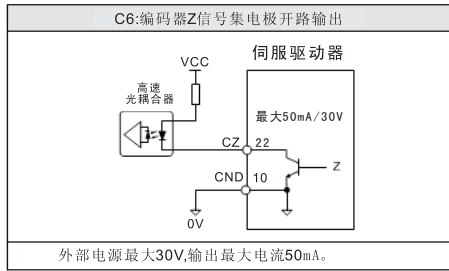 C6:编码器Z信号集电极开路输出
伺服驱动器
VCC
高速
光耦合器
最大50mA/30V
CZ 22
Z
CND 10
0V
外部电源最大30V,输出最大电流50mA。